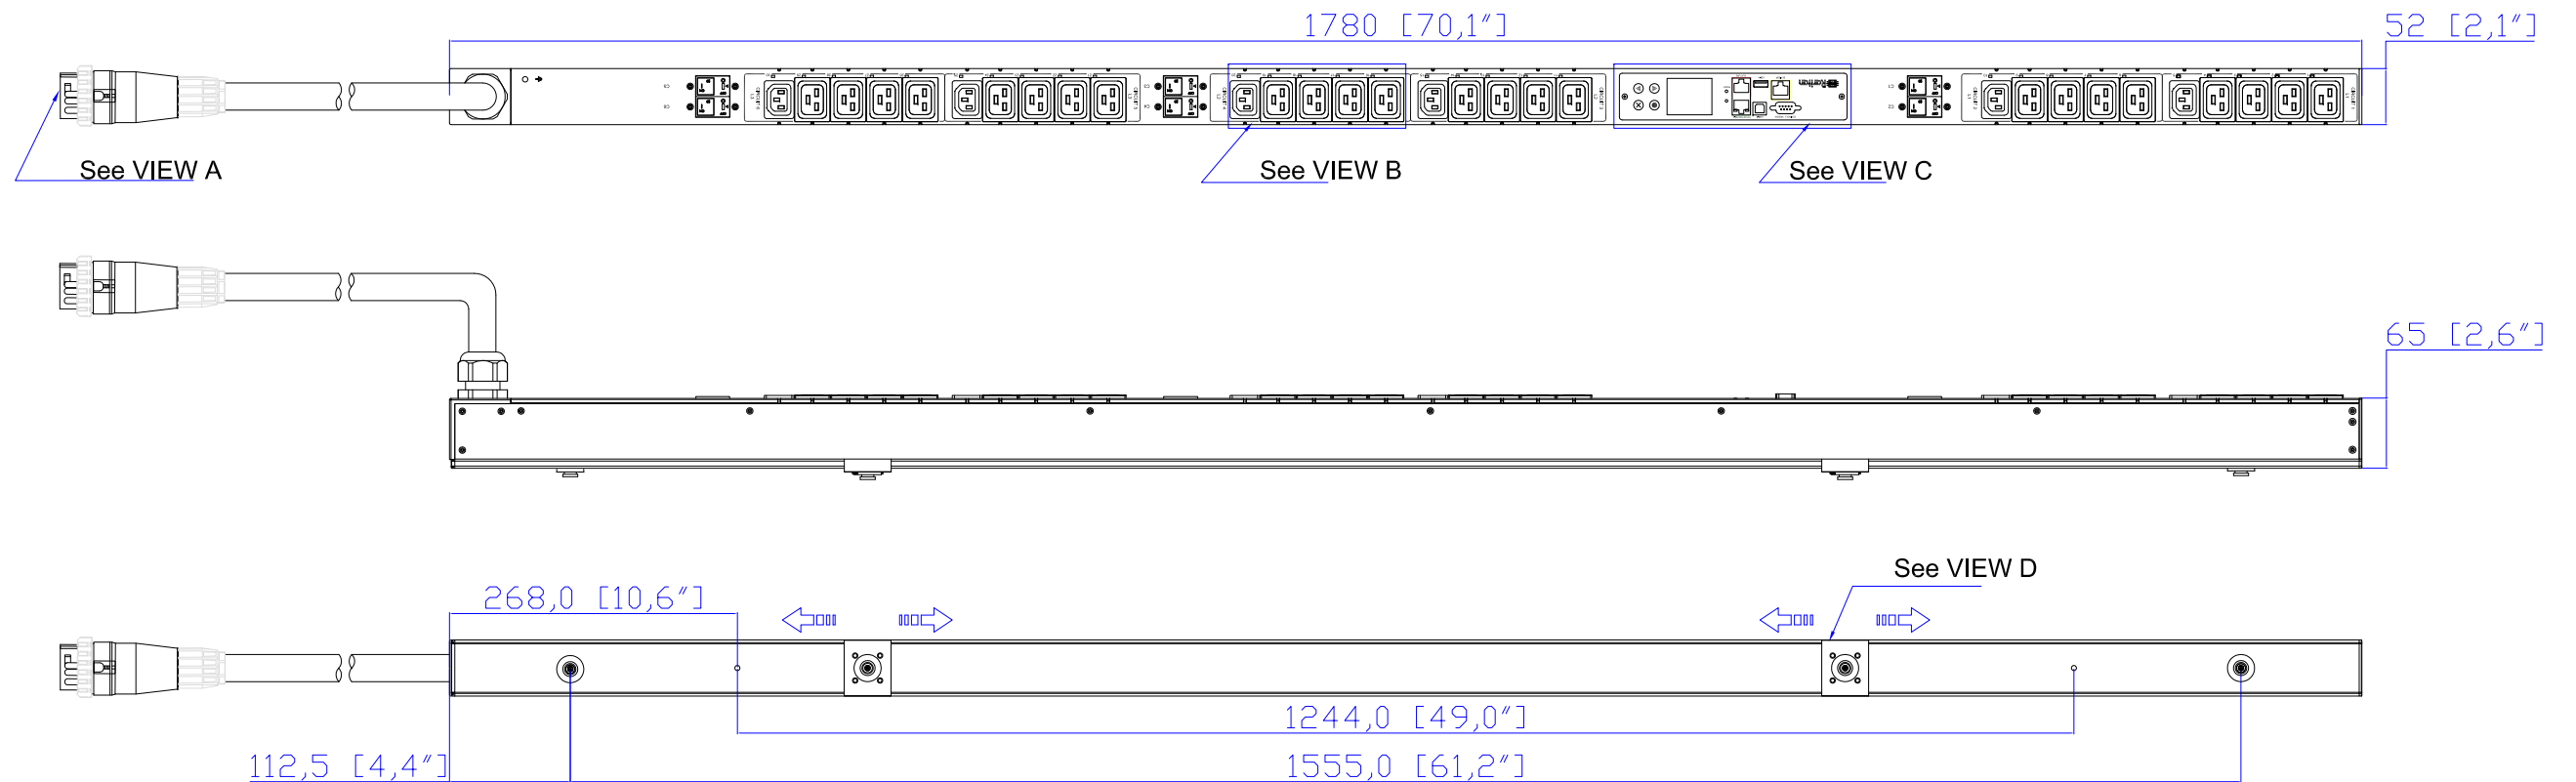 1780 [70,1″]
52 [2,1″]
See VIEW A
See VIEW B
See VIEW C
65 [2,6″]
See VIEW D
268,0 [10,6″]
1244,0 [49,0″]
112,5 [4,4″]
1555,0 [61,2″]